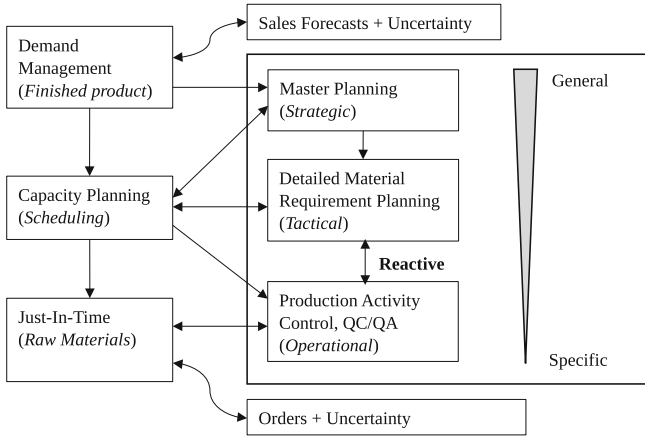 Sales Forecasts + Uncertainty
Demand
Management
(Finished product)
Master Planning
(Strategic)
General
Capacity Planning
(Scheduling)
Detailed Material
Requirement Planning
(Tactical)
Reactive
Just-In-Time
(Raw Materials)
Production Activity
Control, QC/QA
(Operational)
Specific
Orders + Uncertainty